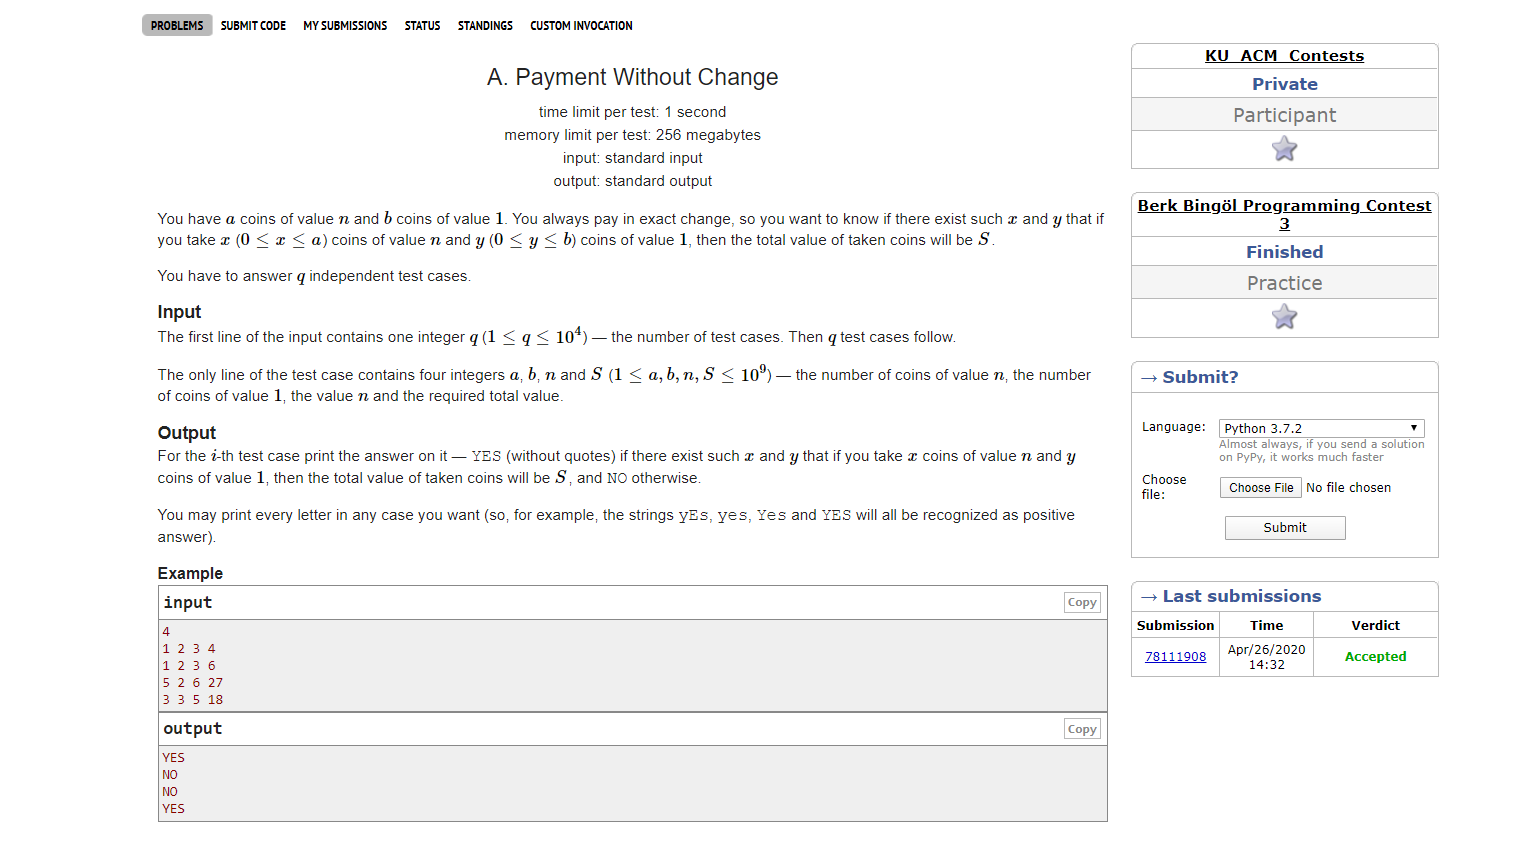 PROBLEMS SUBMIT CODE MY SUBMISSIONS STATUS STANDINGS CUSTOM INVOCATION
A. Payment Without Change
time limit per test: 1 second
memory limit per test: 256 megabytes
input: standard input
output: standard output
You have a coins of value n and b coins of value 1. You always pay in exact change, so you want to know if there exist such x and y that if
you take x (0 ≤ x ≤ a) coins of value n and y (0 ≤ y ≤ b) coins of value 1, then the total value of taken coins will be S.
You have to answer q independent test cases.
Input
The first line of the input contains one integer q (1 ≤ q ≤ 10⁴) — the number of test cases. Then q test cases follow.
The only line of the test case contains four integers a, b, n and S (1 ≤ a, b, n, S ≤ 10⁹) — the number of coins of value n, the number
of coins of value 1, the value n and the required total value.
Output
For the i-th test case print the answer on it — YES (without quotes) if there exist such x and y that if you take x coins of value n and y
coins of value 1, then the total value of taken coins will be S, and NO otherwise.
You may print every letter in any case you want (so, for example, the strings yEs, yes, Yes and YES will all be recognized as positive
answer).
Example
input Copy
4
1 2 3 4
1 2 3 6
5 2 6 27
3 3 5 18
output Copy
YES
NO
NO
YES
KU ACM Contests
Private
Participant
Berk Bingöl Programming Contest
3
Finished
Practice
→ Submit?
Language: Python 3.7.2
Almost always, if you send a solution
on PyPy, it works much faster
Choose
file: Choose File No file chosen
Submit
→ Last submissions
Submission Time Verdict
78111908 Apr/26/2020
14:32 Accepted